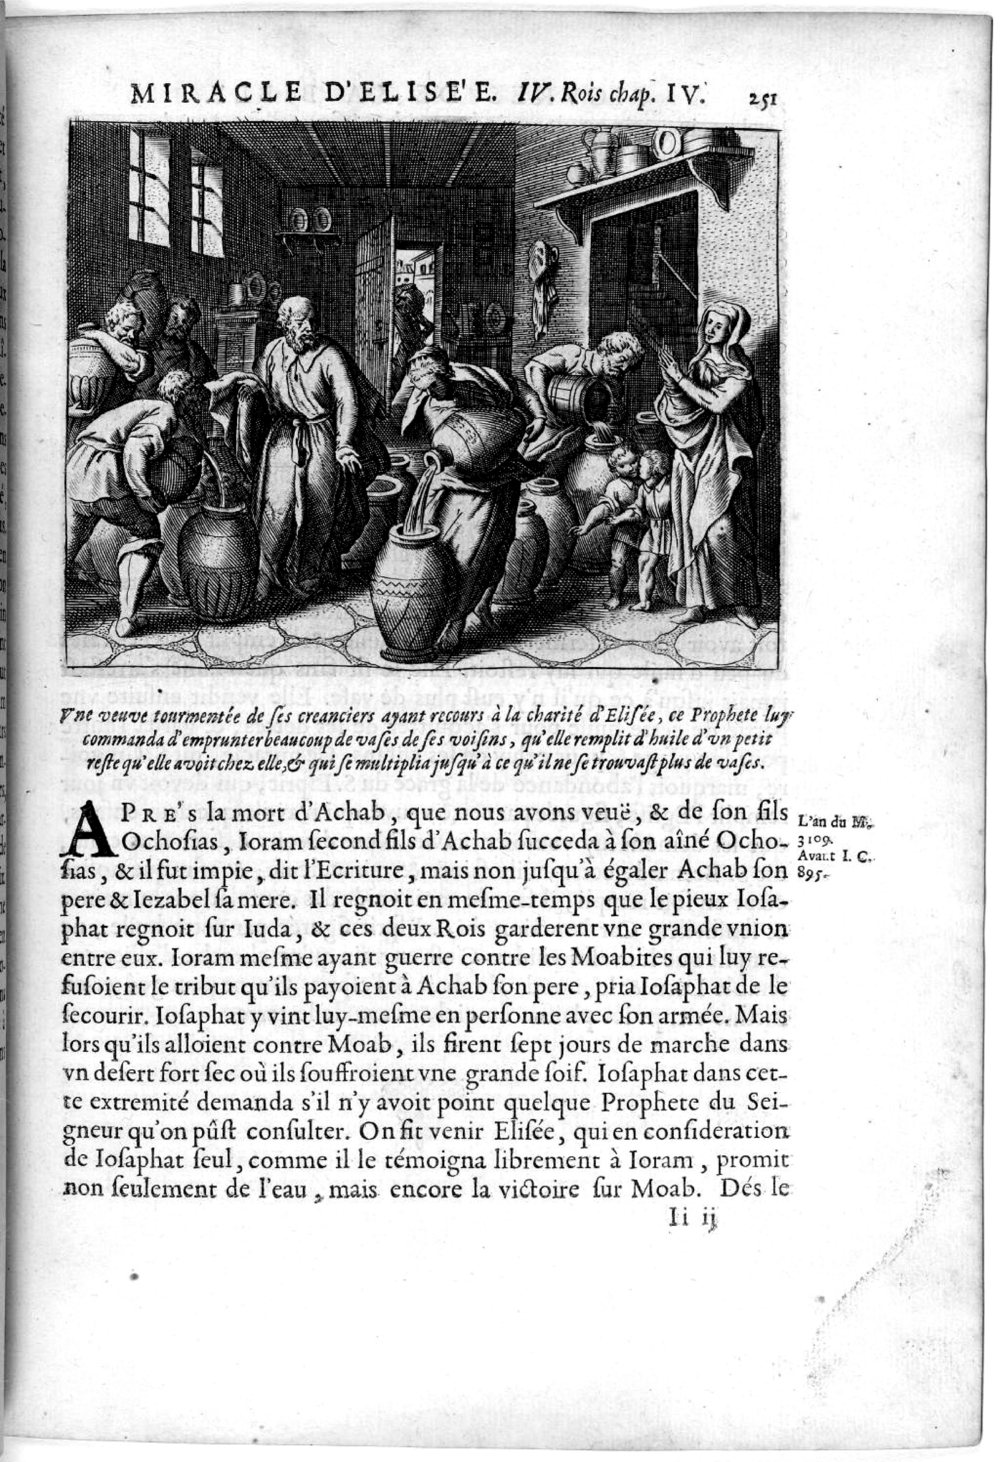 MIRACLE D'ELISE'E. IV. Rois chap. IV. 251
Vne veuve tourmentée de ſes creanciers ayant recours à la charité d'Eliſée, ce Prophete luy
commanda d'emprunter beaucoup de vaſes de ſes voiſins, qu'elle remplit d'huile d'vn petit
reſte qu'elle avoit chez elle, & qui ſe multiplia juſqu'à ce qu'il ne ſe trouvaſt plus de vaſes.
APRE's la mort d'Achab, que nous avons veuë, & de ſon fils
Ochoſias, Ioram ſecond fils d'Achab ſucceda à ſon aîné Ocho-
ſias, & il fut impie, dit l'Ecriture, mais non juſqu'à égaler Achab ſon
pere & Iezabel ſa mere. Il regnoit en meſme-temps que le pieux Ioſa-
phat regnoit ſur Iuda, & ces deux Rois garderent vne grande vnion
entre eux. Ioram meſme ayant guerre contre les Moabites qui luy re-
fuſoient le tribut qu'ils payoient à Achab ſon pere, pria Ioſaphat de le
ſecourir. Ioſaphat y vint luy-meſme en perſonne avec ſon armée. Mais
lors qu'ils alloient contre Moab, ils firent ſept jours de marche dans
vn deſert fort ſec où ils ſouffroient vne grande ſoif. Ioſaphat dans cet-
te extremité demanda s'il n'y avoit point quelque Prophete du Sei-
gneur qu'on pûſt conſulter. On fit venir Eliſée, qui en conſideration
de Ioſaphat ſeul, comme il le témoigna librement à Ioram, promit
non ſeulement de l'eau, mais encore la victoire ſur Moab. Dés le
L'an du M.
3109.
Avant I. C.
895.
Ii ij